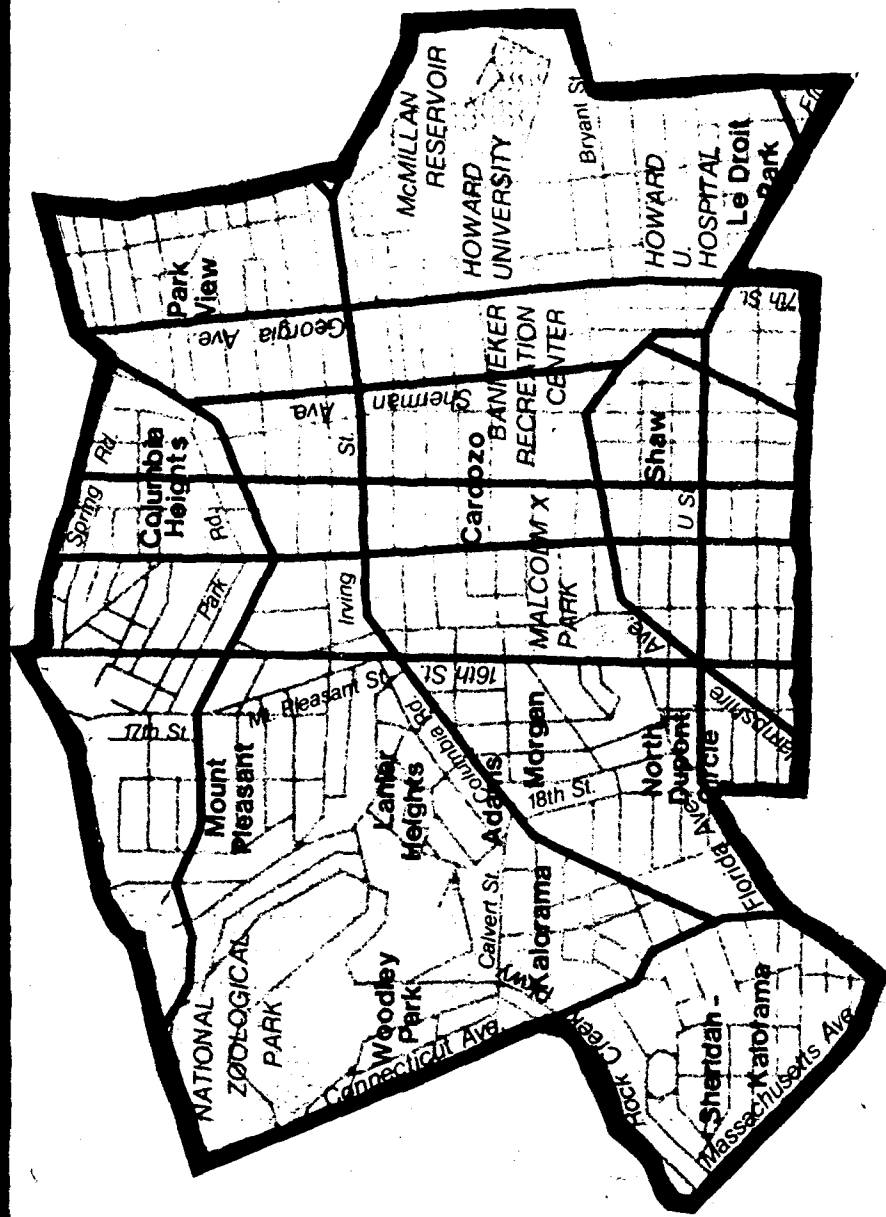 NATIONAL
ZOOLOGICAL
PARK
Mount
Pleasant
17th St.
Mt. Pleasant St.
Park
Rd.
Spring
Rd.
Columbia
Heights
Park
View
Georgia
Ave.
Sherman
Ave.
Irving
St.
Woodley
Park
Connecticut Ave.
Lanier
Heights
Columbia Rd.
Calvert St.
Adams
Morgan
16th St.
18th St.
Kalorama
Rock Creek
Pkwy
Cardozo
MALCOLM X
PARK
BANNEKER
RECREATION
CENTER
HOWARD
UNIVERSITY
McMILLAN
RESERVOIR
Bryant St.
HOWARD
U.
HOSPITAL
Le Droit
Park
Shaw
U St.
7th St.
North
Dupont
Circle
Hampshire
Ave.
Florida Ave.
Sheridan -
Kalorama
Massachusetts Ave.